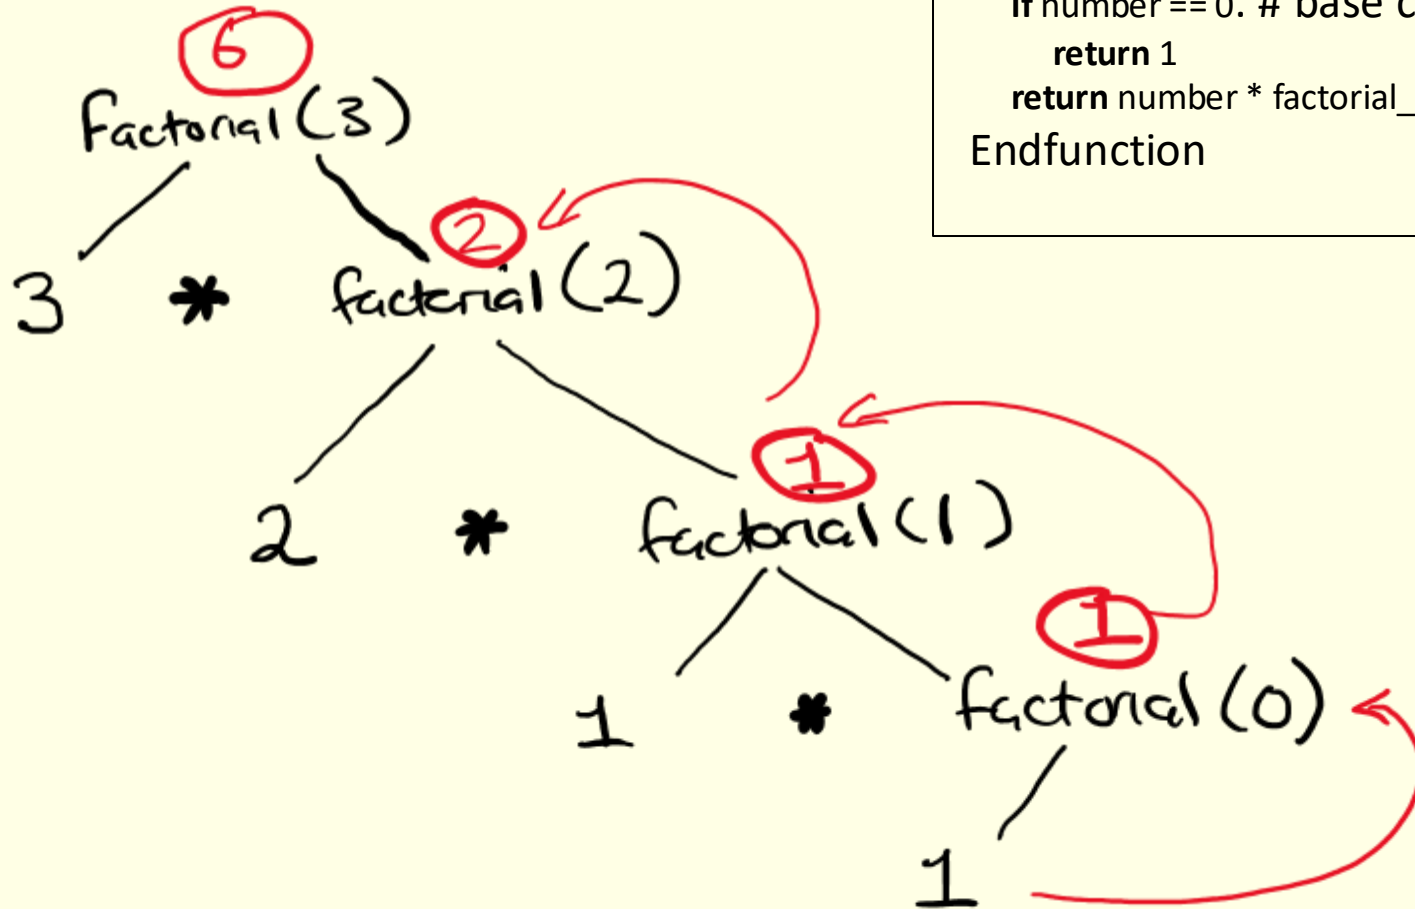 6
if number == 0. # base c
return 1
factorial (3)
return number * factorial_
Endfunction
2
3 * factorial (2)
1
2 * factorial (1)
1
1 * factorial (0)
1